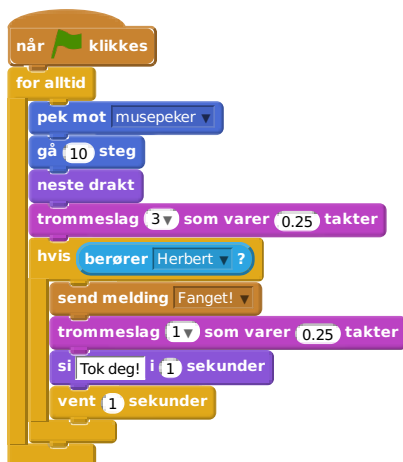 når klikkes
for alltid
pek mot musepeker
gå 10 steg
neste drakt
trommeslag 3 som varer 0.25 takter
hvis berører Herbert ?
send melding Fanget!
trommeslag 1 som varer 0.25 takter
si Tok deg! i 1 sekunder
vent 1 sekunder